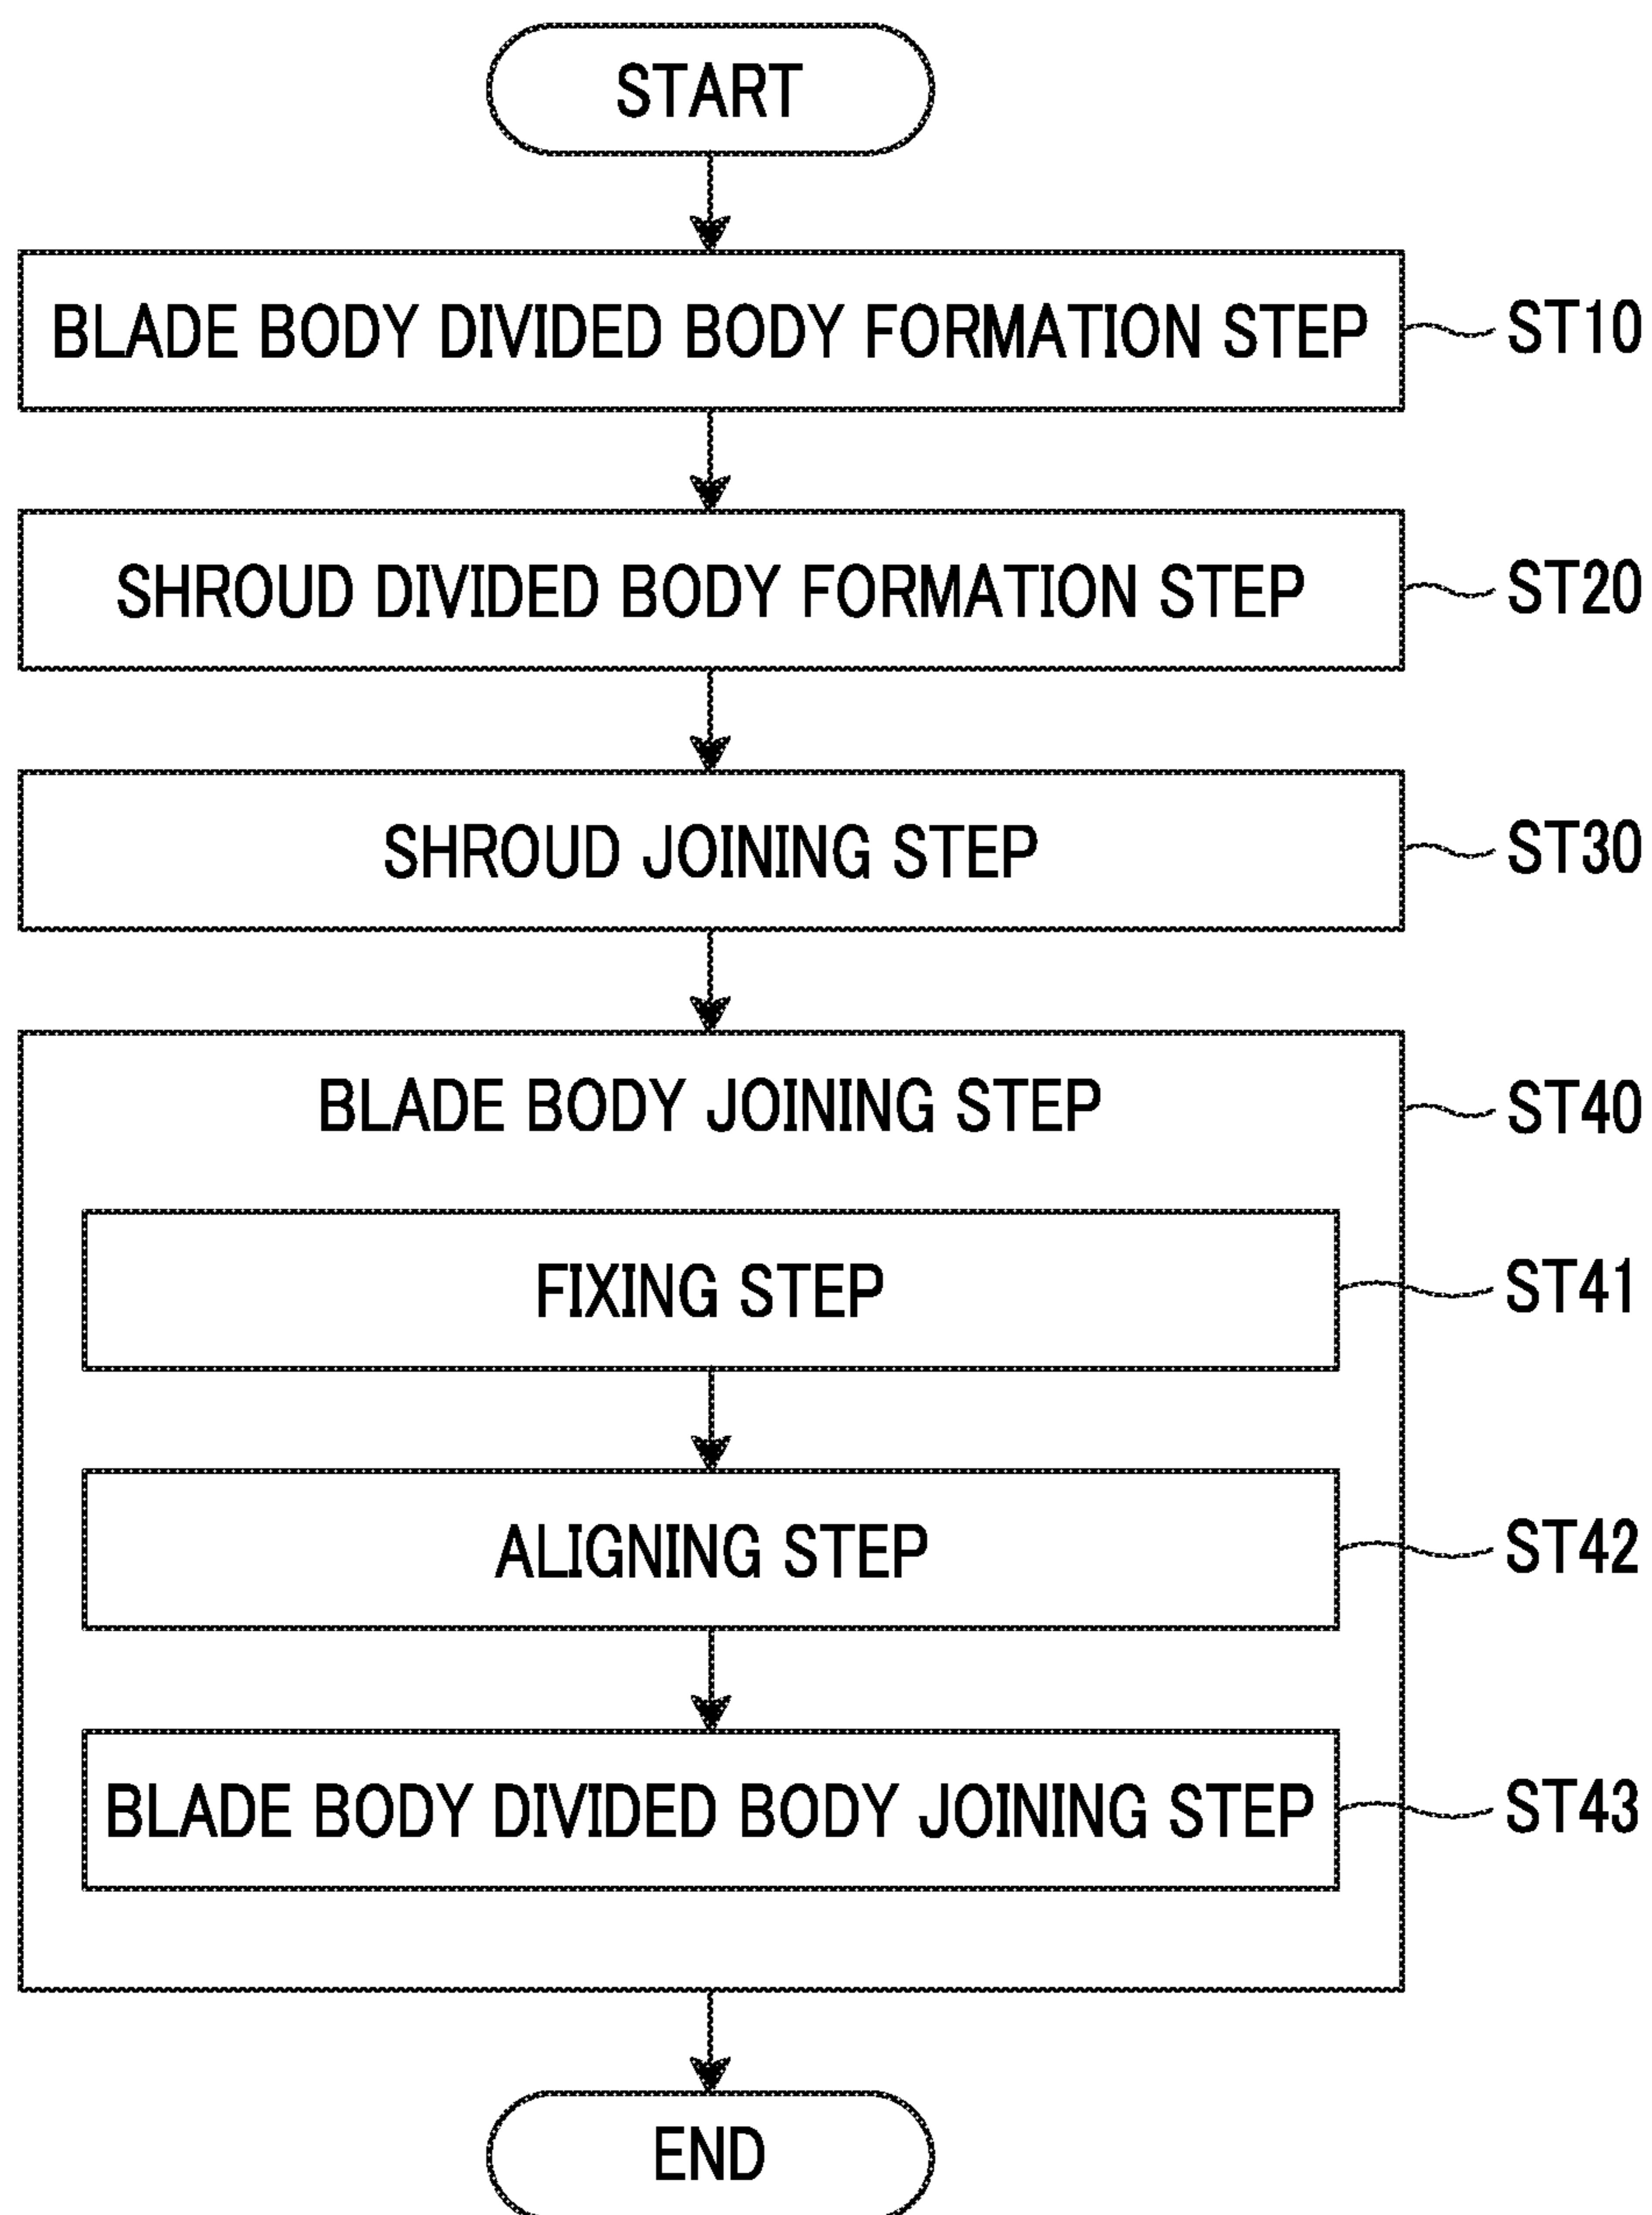 START
BLADE BODY DIVIDED BODY FORMATION STEP
ST10
SHROUD DIVIDED BODY FORMATION STEP
ST20
SHROUD JOINING STEP
ST30
BLADE BODY JOINING STEP
ST40
FIXING STEP
ST41
ALIGNING STEP
ST42
BLADE BODY DIVIDED BODY JOINING STEP
ST43
END